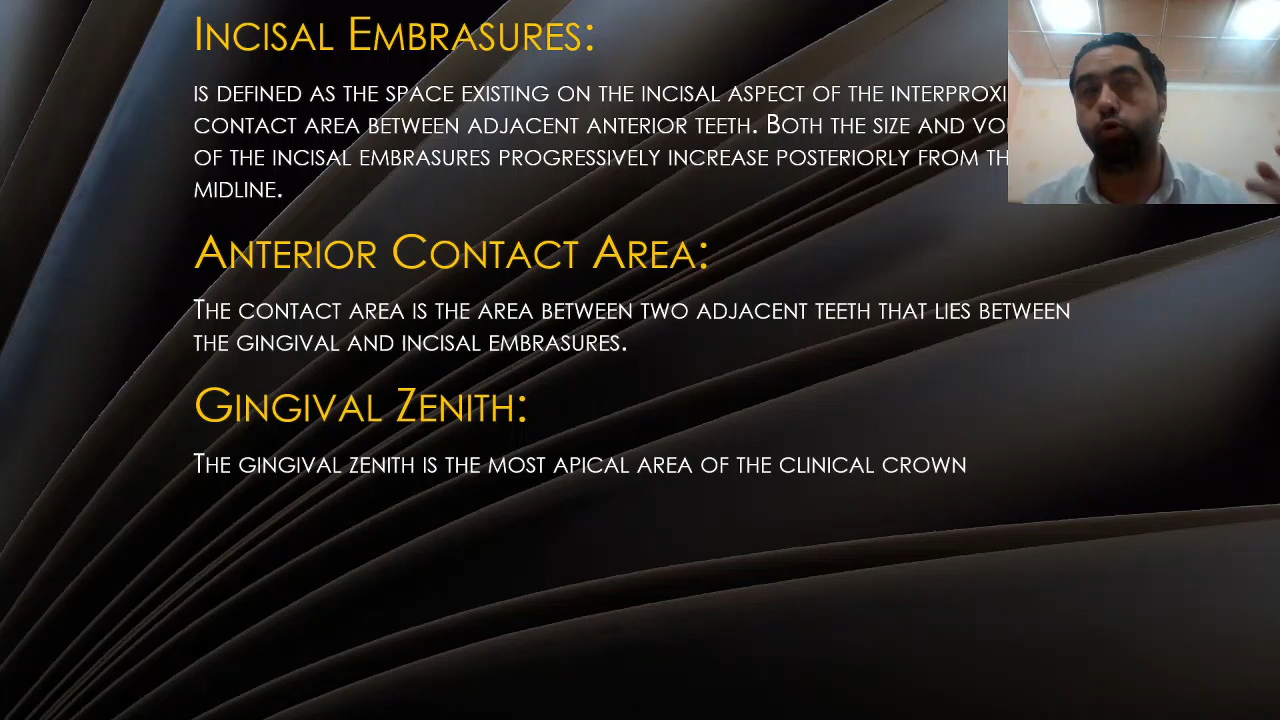 Incisal Embrasures:
is defined as the space existing on the incisal aspect of the
contact area between adjacent anterior teeth. Both the size and
of the incisal embrasures progressively increase posteriorly from
midline.
Anterior Contact Area:
The contact area is the area between two adjacent teeth that lies between
the gingival and incisal embrasures.
Gingival Zenith:
The gingival zenith is the most apical area of the clinical crown